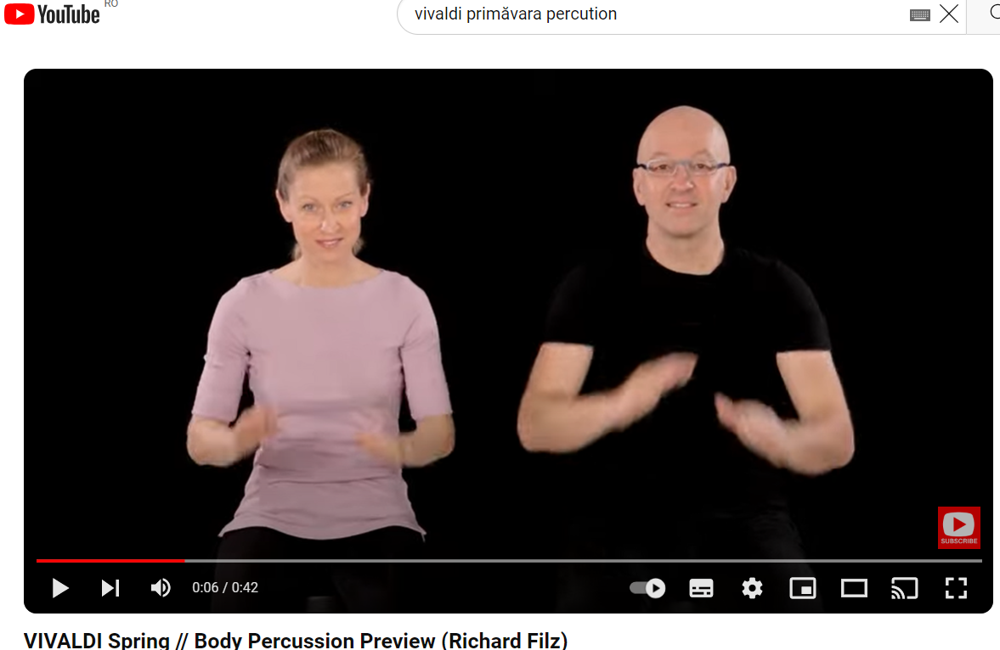 YouTube RO
vivaldi primăvara percution
SUBSCRIBE
0:06 / 0:42
VIVALDI Spring // Body Percussion Preview (Richard Filz)